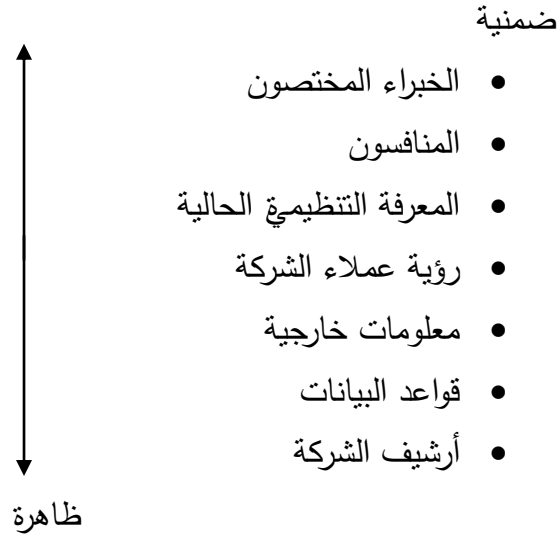 ضمنية
• الخبراء المختصون
• المنافسون
• المعرفة التنظيمية الحالية
• رؤية عملاء الشركة
• معلومات خارجية
• قواعد البيانات
• أرشيف الشركة
ظاهرة